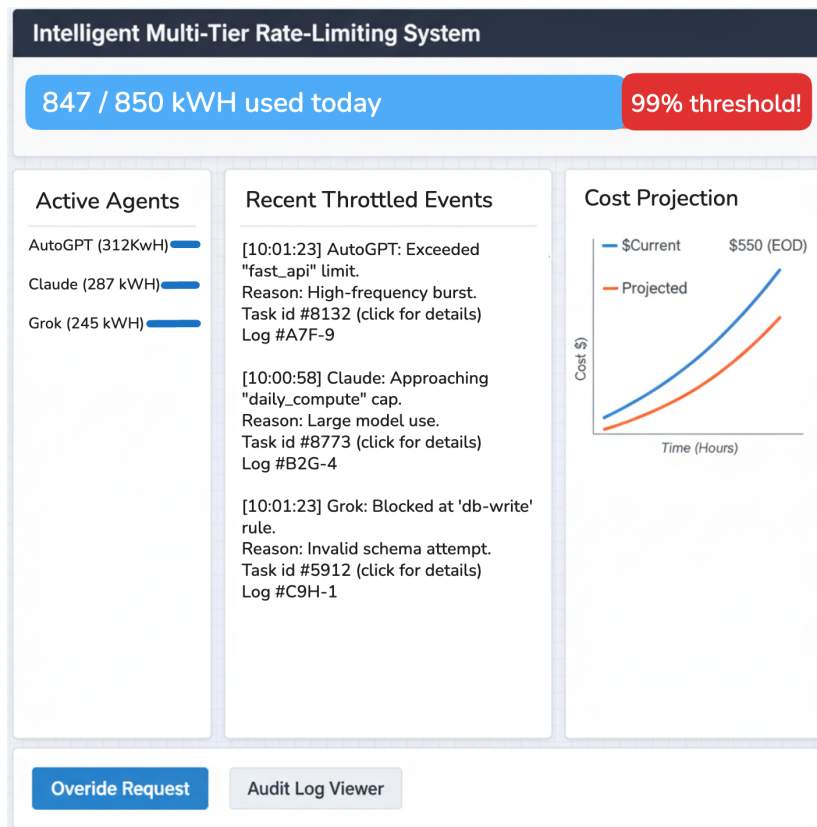 Intelligent Multi-Tier Rate-Limiting System
847 / 850 kWH used today
99% threshold!
Active Agents
AutoGPT (312KwH)
Claude (287 kWH)
Grok (245 kWH)
Recent Throttled Events
[10:01:23] AutoGPT: Exceeded
"fast_api" limit.
Reason: High-frequency burst.
Task id #8132 (click for details)
Log #A7F-9
[10:00:58] Claude: Approaching
"daily_compute" cap.
Reason: Large model use.
Task id #8773 (click for details)
Log #B2G-4
[10:01:23] Grok: Blocked at 'db-write'
rule.
Reason: Invalid schema attempt.
Task id #5912 (click for details)
Log #C9H-1
Cost Projection
$Current
$550 (EOD)
Projected
Cost $)
Time (Hours)
Overide Request
Audit Log Viewer